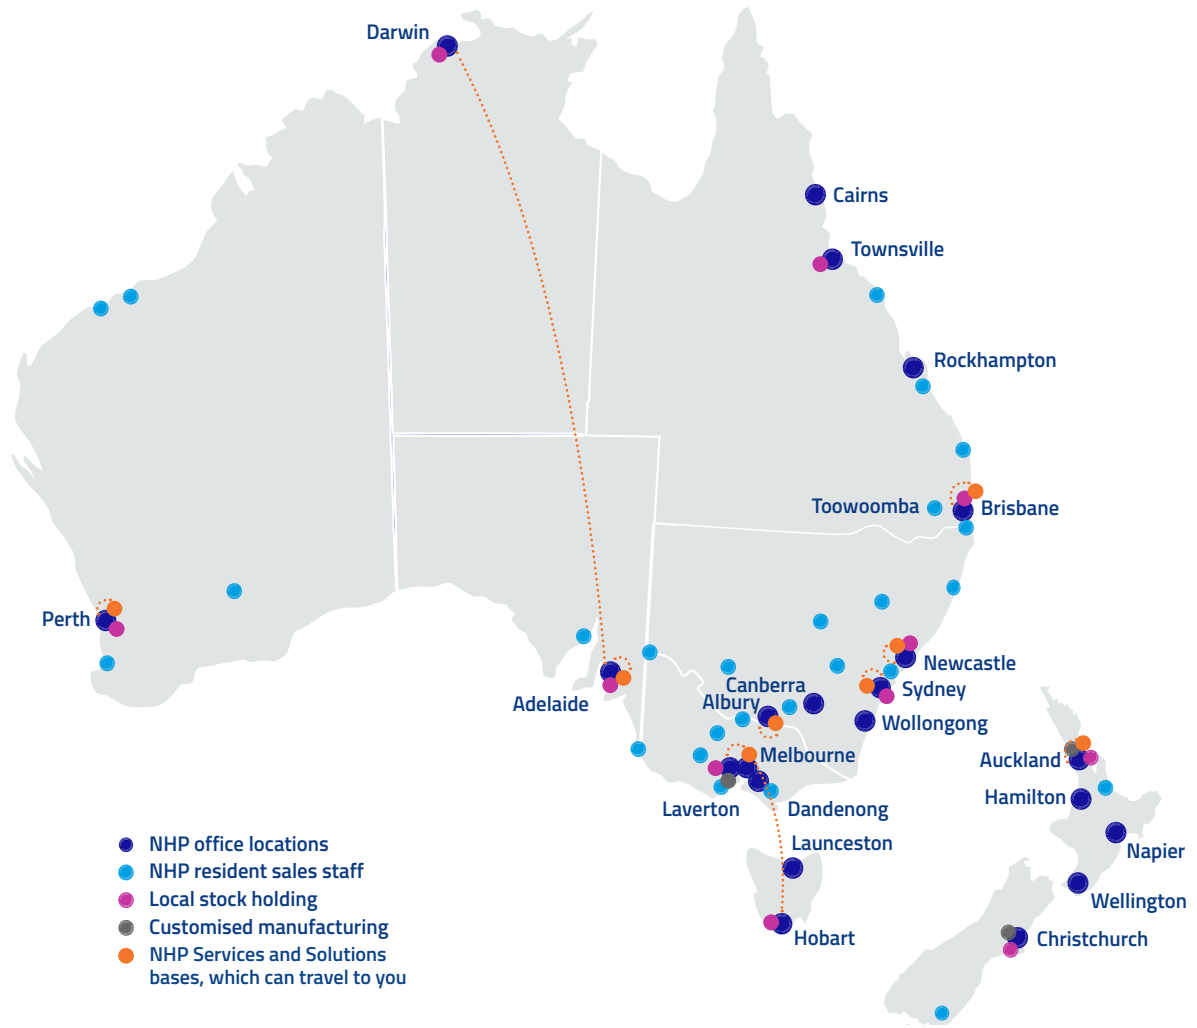 Darwin
Cairns
Townsville
Rockhampton
Toowoomba
Brisbane
Perth
Newcastle
Canberra
Sydney
Adelaide
Albury
Wollongong
Melbourne
Auckland
Hamilton
Laverton
Dandenong
NHP office locations
Launceston
Napier
NHP resident sales staff
Local stock holding
Wellington
Customised manufacturing
Hobart
Christchurch
NHP Services and Solutions
bases, which can travel to you